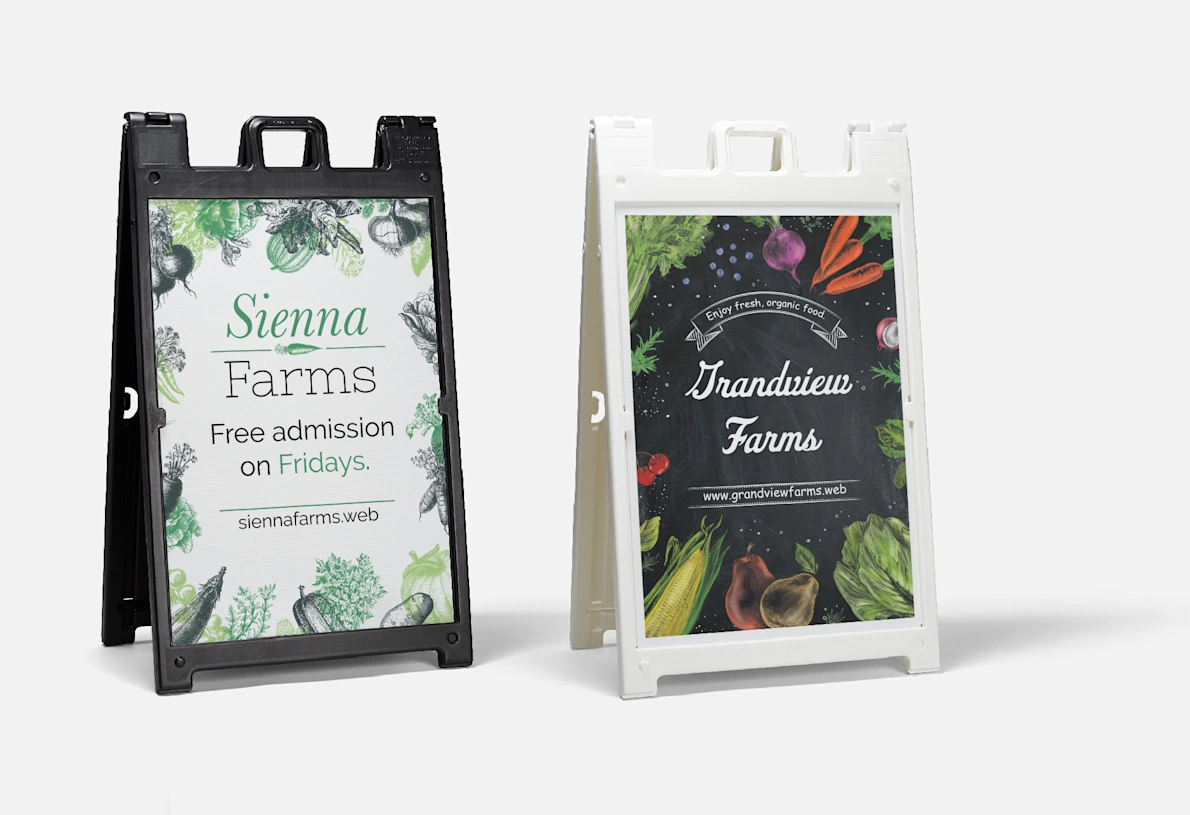 Sienna
Farms
Free admission
on Fridays.
siennafarms.web
Enjoy fresh, organic food.
Grandview
Farms
www.grandviewfarms.web